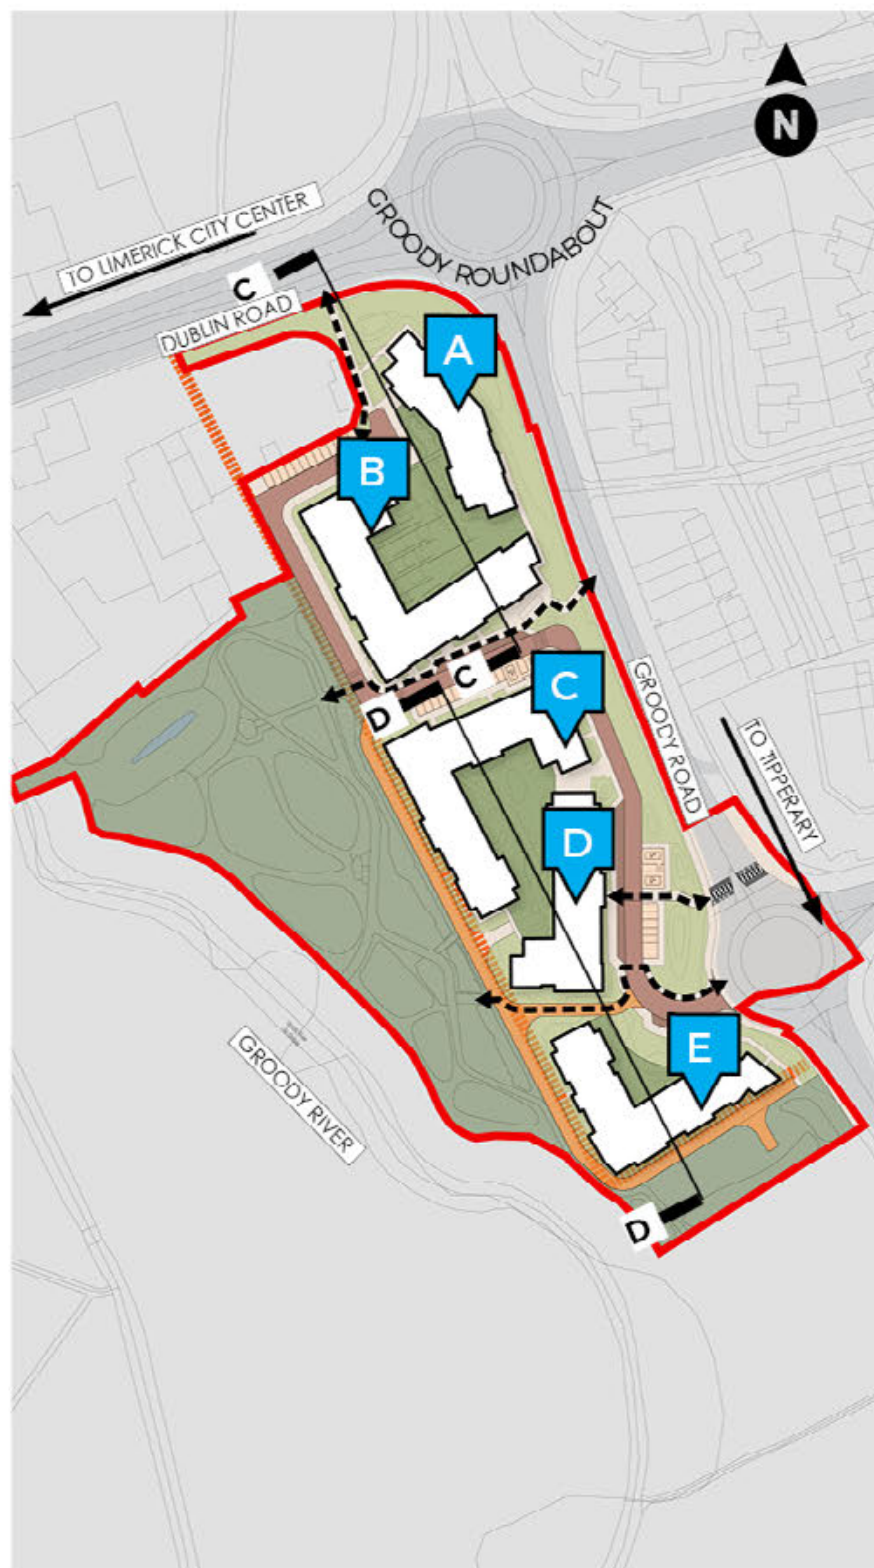 N
GROODY ROUNDABOUT
TO LIMERICK CITY CENTER
C
DUBLIN ROAD
A
B
C
D
C
GROODY ROAD
TO TIPPERARY
D
E
GROODY RIVER
D